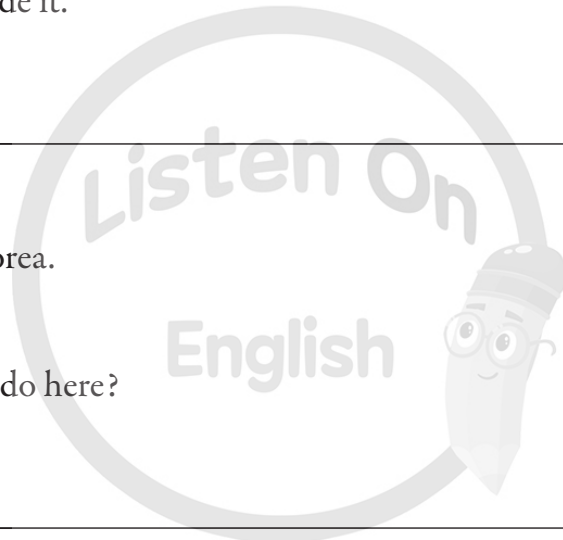 de it.
Listen On
orea.
English
do here?